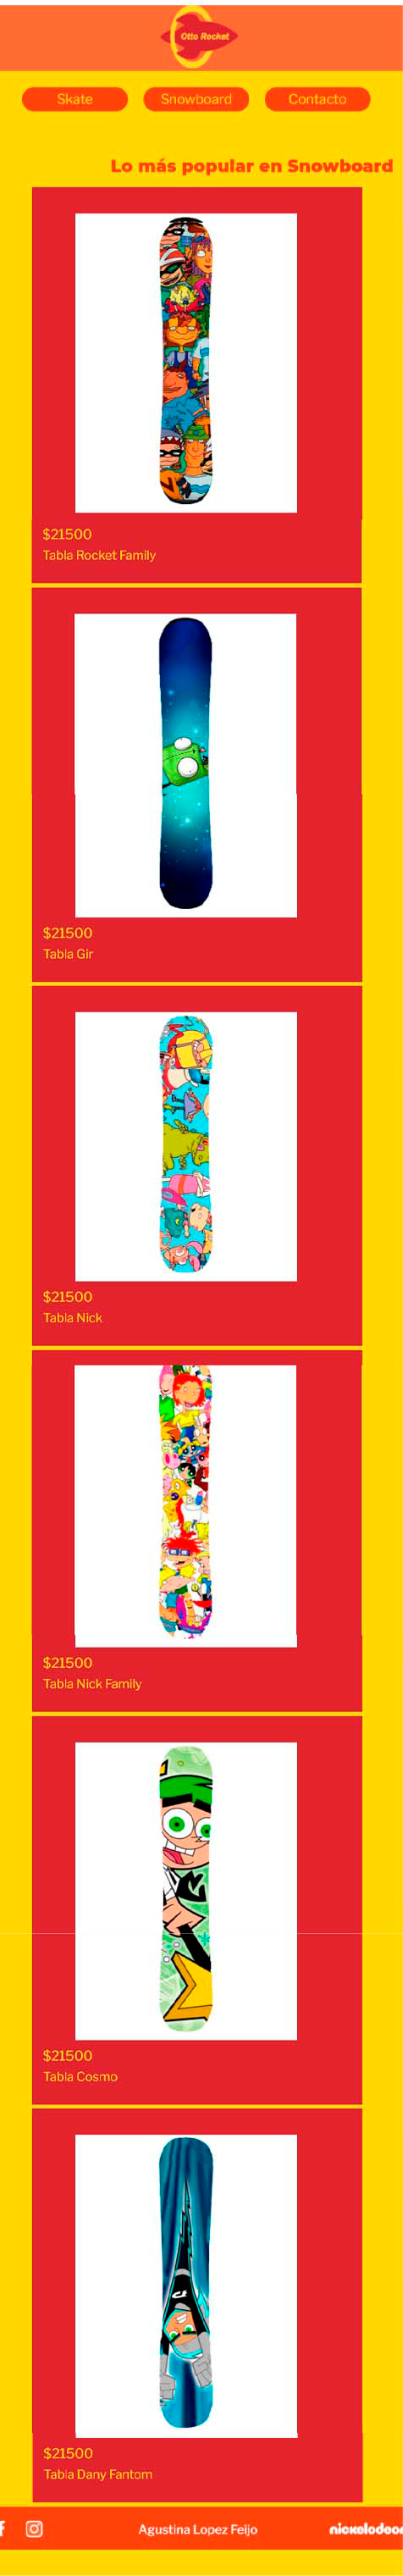 Otto Rocket
Skate
Snowboard
Contacto
Lo más popular en Snowboard
$21500
Tabla Rocket Family
$21500
Tabla Gir
$21500
Tabla Nick
$21500
Tabla Nick Family
$21500
Tabla Cosmo
$21500
Tabla Dany Fantom
Agustina Lopez Feijo
nickelodeon